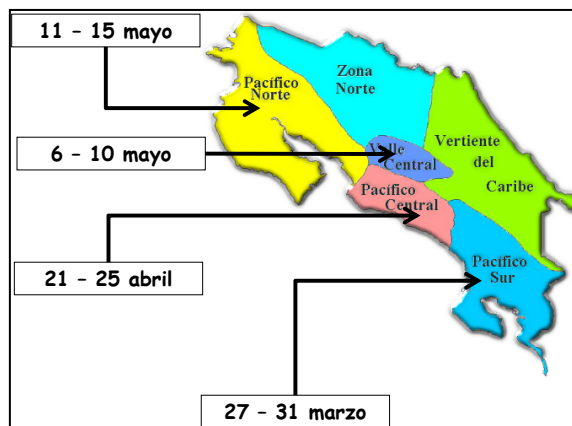 11 – 15 mayo
Zona
Norte
Pacífico
Norte
6 – 10 mayo
Valle
Central
Vertiente
del
Caribe
Pacífico
Central
21 – 25 abril
Pacífico
Sur
27 – 31 marzo